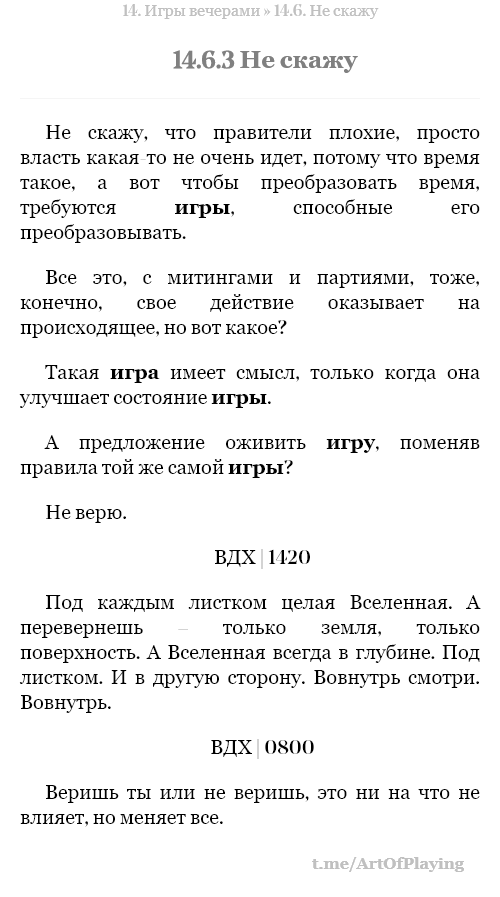 14. Игры вечерами » 14.6. Не скажу
14.6.3 Не скажу
Не скажу, что правители плохие, просто
власть какая-то не очень идет, потому что время
такое, а вот чтобы преобразовать время,
требуются игры, способные его
преобразовывать.
Все это, с митингами и партиями, тоже,
конечно, свое действие оказывает на
происходящее, но вот какое?
Такая игра имеет смысл, только когда она
улучшает состояние игры.
А предложение оживить игру, поменяв
правила той же самой игры?
Не верю.
ВДХ | 1420
Под каждым листком целая Вселенная. А
перевернешь – только земля, только
поверхность. А Вселенная всегда в глубине. Под
листком. И в другую сторону. Вовнутрь смотри.
Вовнутрь.
ВДХ | 0800
Веришь ты или не веришь, это ни на что не
влияет, но меняет все.
t.me/ArtOfPlaying